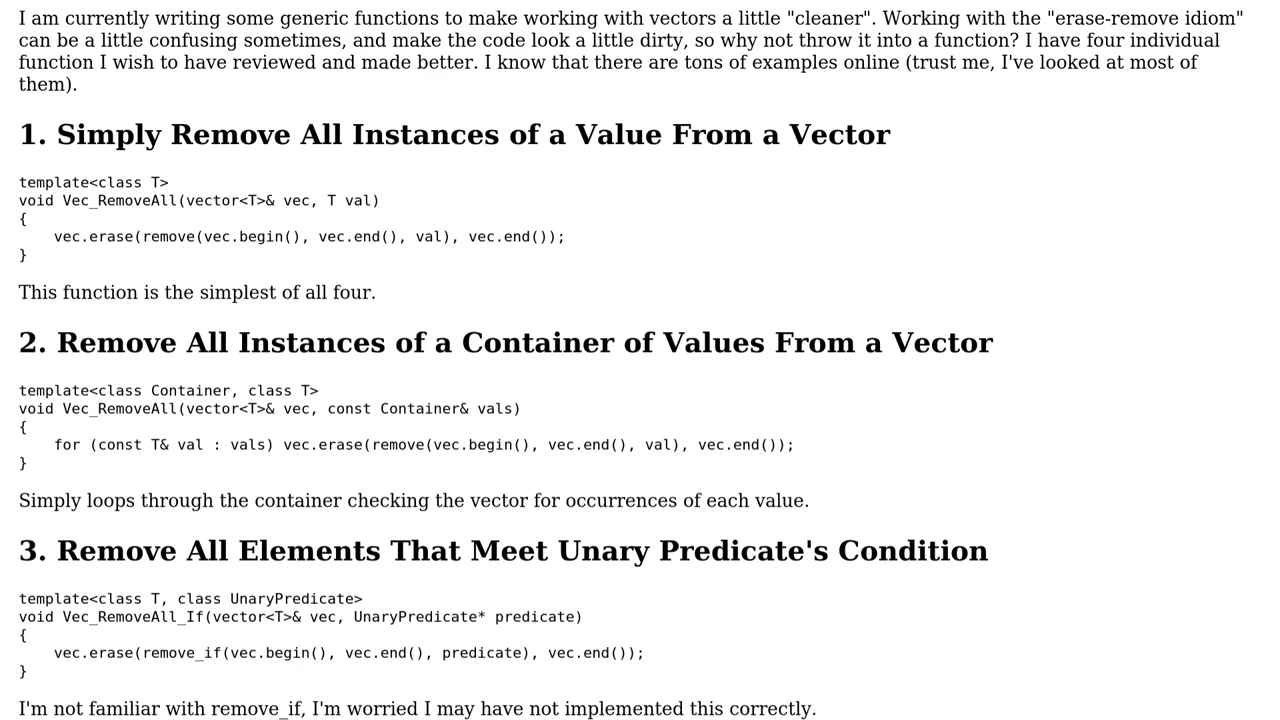 I am currently writing some generic functions to make working with vectors a little "cleaner". Working with the "erase-remove idiom"
can be a little confusing sometimes, and make the code look a little dirty, so why not throw it into a function? I have four individual
function I wish to have reviewed and made better. I know that there are tons of examples online (trust me, I've looked at most of
them).
1. Simply Remove All Instances of a Value From a Vector
template<class T>
void Vec_RemoveAll(vector<T>& vec, T val)
{
    vec.erase(remove(vec.begin(), vec.end(), val), vec.end());
}
This function is the simplest of all four.
2. Remove All Instances of a Container of Values From a Vector
template<class Container, class T>
void Vec_RemoveAll(vector<T>& vec, const Container& vals)
{
    for (const T& val : vals) vec.erase(remove(vec.begin(), vec.end(), val), vec.end());
}
Simply loops through the container checking the vector for occurrences of each value.
3. Remove All Elements That Meet Unary Predicate's Condition
template<class T, class UnaryPredicate>
void Vec_RemoveAll_If(vector<T>& vec, UnaryPredicate* predicate)
{
    vec.erase(remove_if(vec.begin(), vec.end(), predicate), vec.end());
}
I'm not familiar with remove_if, I'm worried I may have not implemented this correctly.